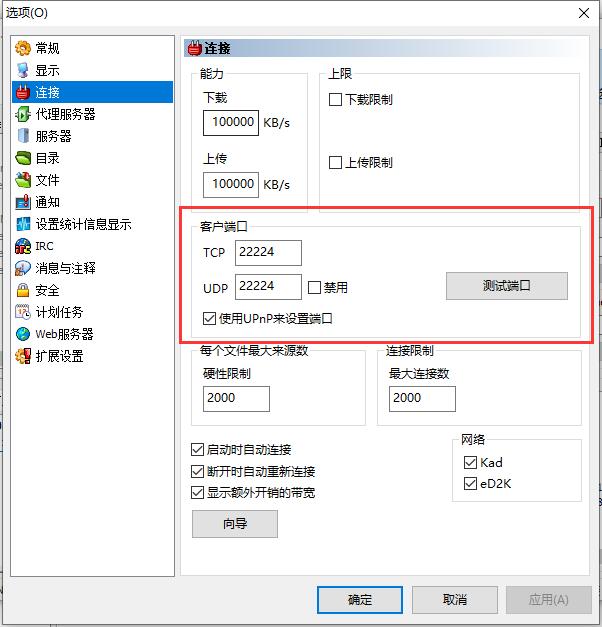 选项(O)
常规
显示
连接
代理服务器
服务器
目录
文件
通知
设置统计信息显示
IRC
消息与注释
安全
计划任务
Web服务器
扩展设置
连接
能力
下载
100000 KB/s
上传
100000 KB/s
上限
下载限制
上传限制
客户端口
TCP 22224
UDP 22224 禁用
测试端口
使用UPnP来设置端口
每个文件最大来源数
硬性限制
2000
连接限制
最大连接数
2000
启动时自动连接
断开时自动重新连接
显示额外开销的带宽
网络
Kad
eD2K
向导
确定 取消 应用(A)